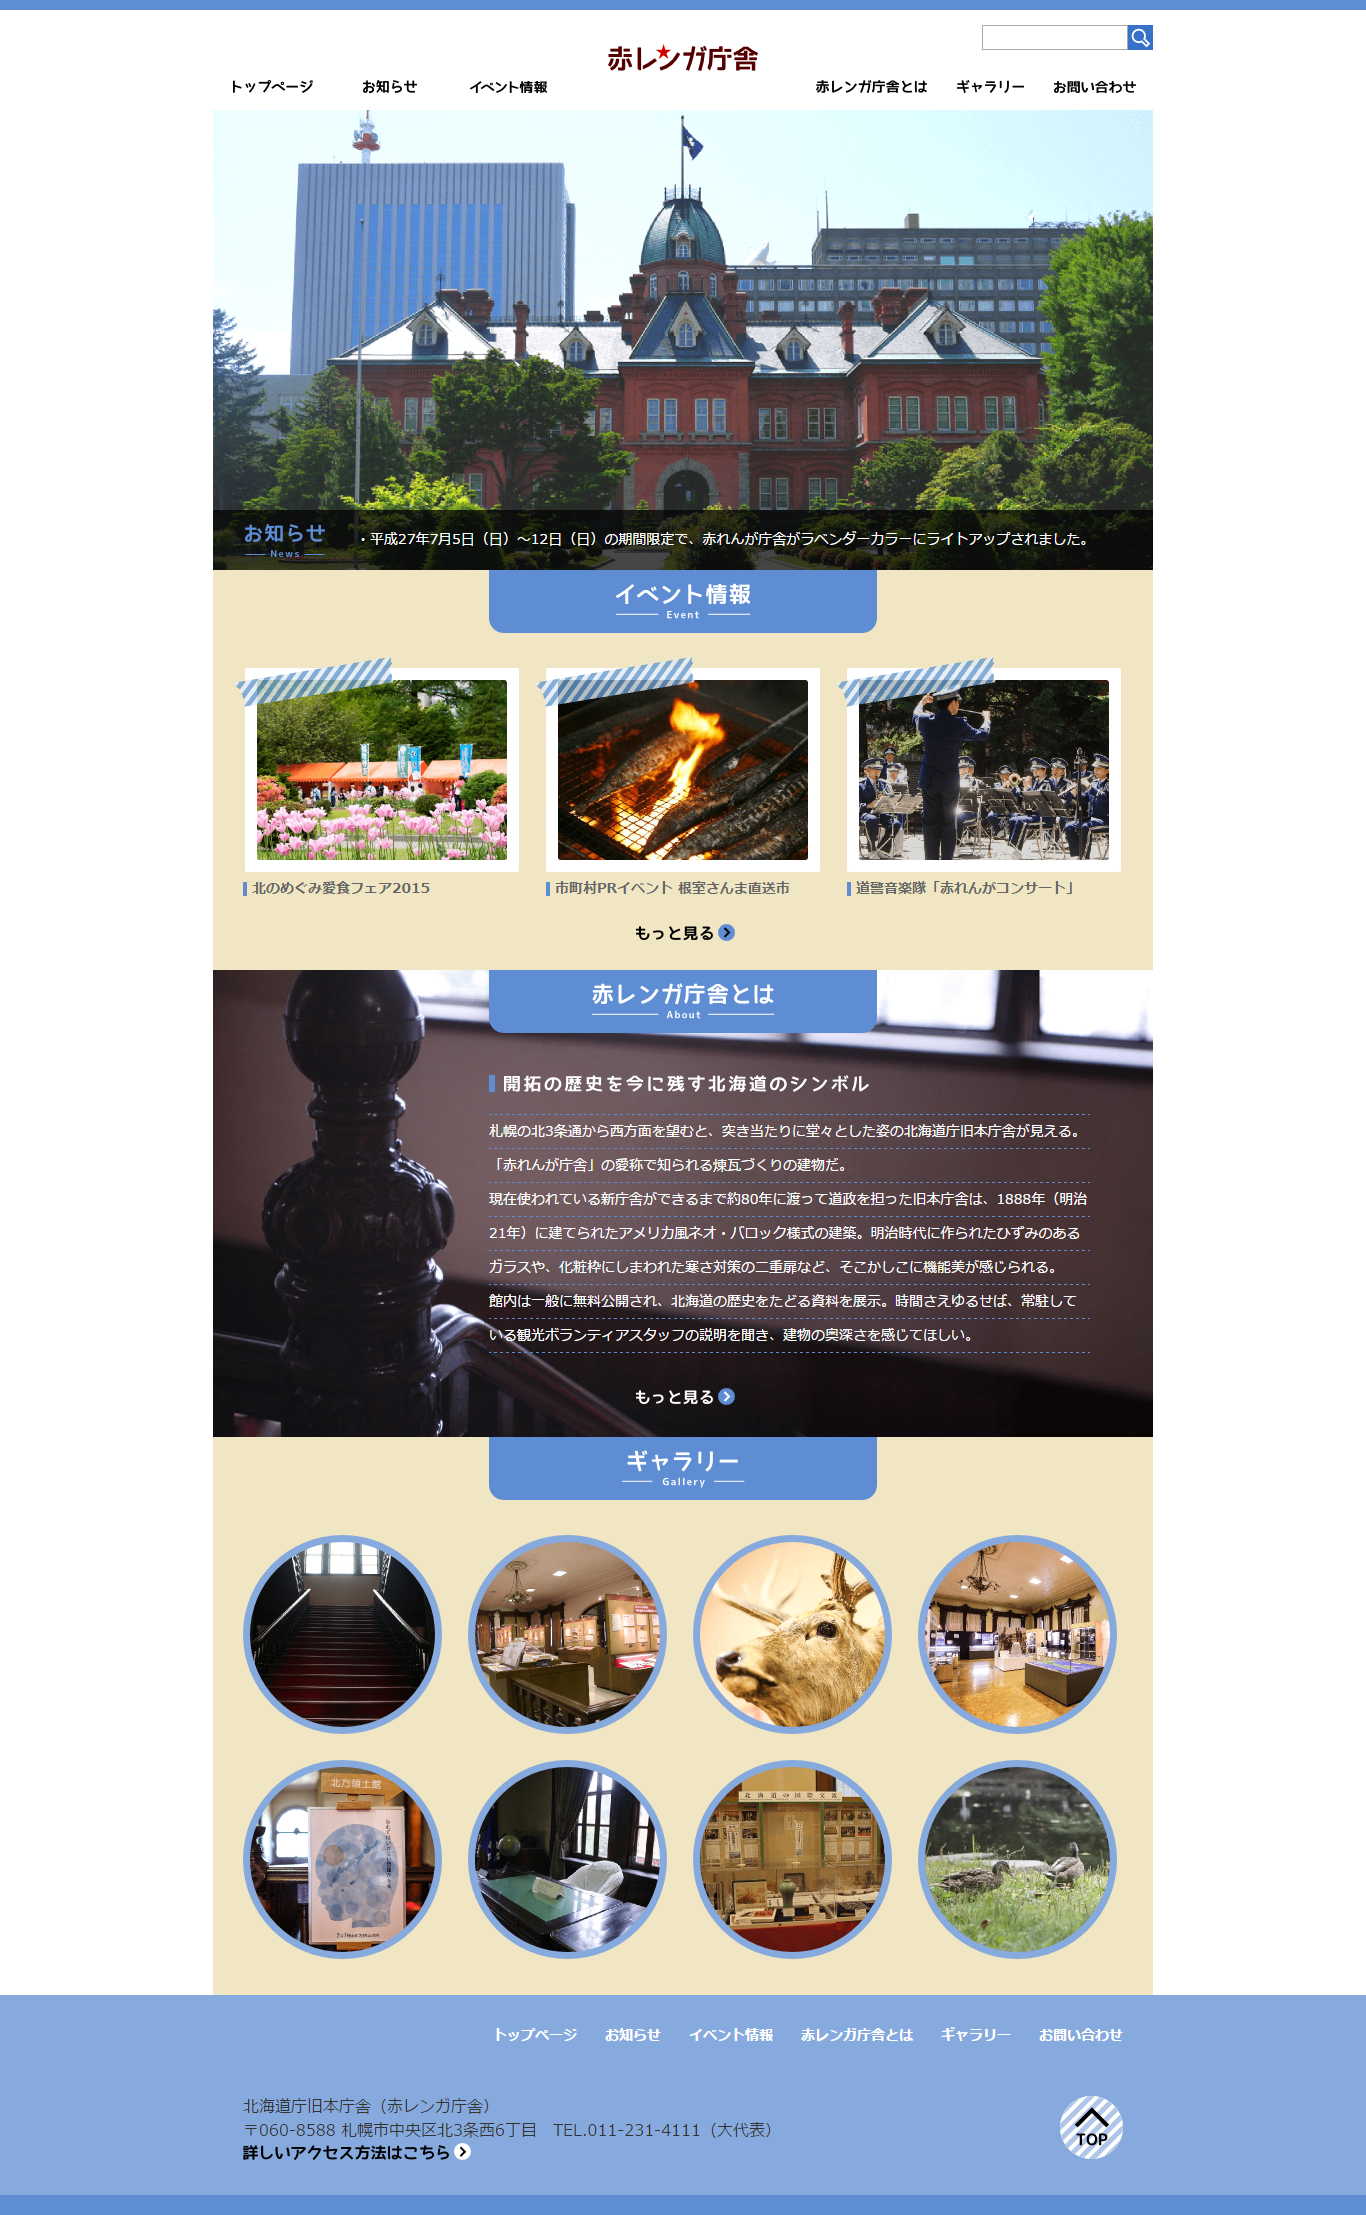 赤レンガ庁舎
トップページ
お知らせ
イベント情報
赤レンガ庁舎とは
ギャラリー
お問い合わせ
お知らせ
News
・平成27年7月5日（日）～12日（日）の期間限定で、赤れんが庁舎がラベンダーカラーにライトアップされました。
イベント情報
Event
北のめぐみ愛食フェア2015
市町村PRイベント 根室さんま直送市
道警音楽隊「赤れんがコンサート」
もっと見る
赤レンガ庁舎とは
About
開拓の歴史を今に残す北海道のシンボル
札幌の北3条通から西方面を望むと、突き当たりに堂々とした姿の北海道庁旧本庁舎が見える。
「赤れんが庁舎」の愛称で知られる煉瓦づくりの建物だ。
現在使われている新庁舎ができるまで約80年に渡って道政を担った旧本庁舎は、1888年（明治
21年）に建てられたアメリカ風ネオ・バロック様式の建築。明治時代に作られたひずみのある
ガラスや、化粧枠にしまわれた寒さ対策の二重扉など、そこかしこに機能美が感じられる。
館内は一般に無料公開され、北海道の歴史をたどる資料を展示。時間さえゆるせば、常駐して
いる観光ボランティアスタッフの説明を聞き、建物の奥深さを感じてほしい。
もっと見る
ギャラリー
Gallery
北方領土館
北海道の国際交流
トップページ
お知らせ
イベント情報
赤レンガ庁舎とは
ギャラリー
お問い合わせ
北海道庁旧本庁舎（赤レンガ庁舎）
〒060-8588 札幌市中央区北3条西6丁目　TEL.011-231-4111（大代表）
詳しいアクセス方法はこちら
TOP